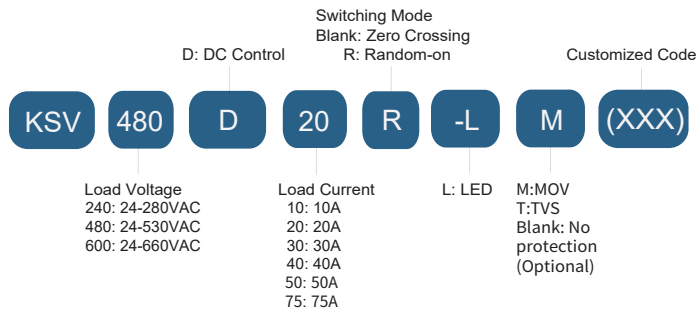 Switching Mode
Blank: Zero Crossing
D: DC Control
R: Random-on
Customized Code
KSV 480 D 20 R -L M (XXX)
Load Voltage
240: 24-280VAC
480: 24-530VAC
600: 24-660VAC
Load Current
10: 10A
20: 20A
30: 30A
40: 40A
50: 50A
75: 75A
L: LED
M:MOV
T:TVS
Blank: No
protection
(Optional)